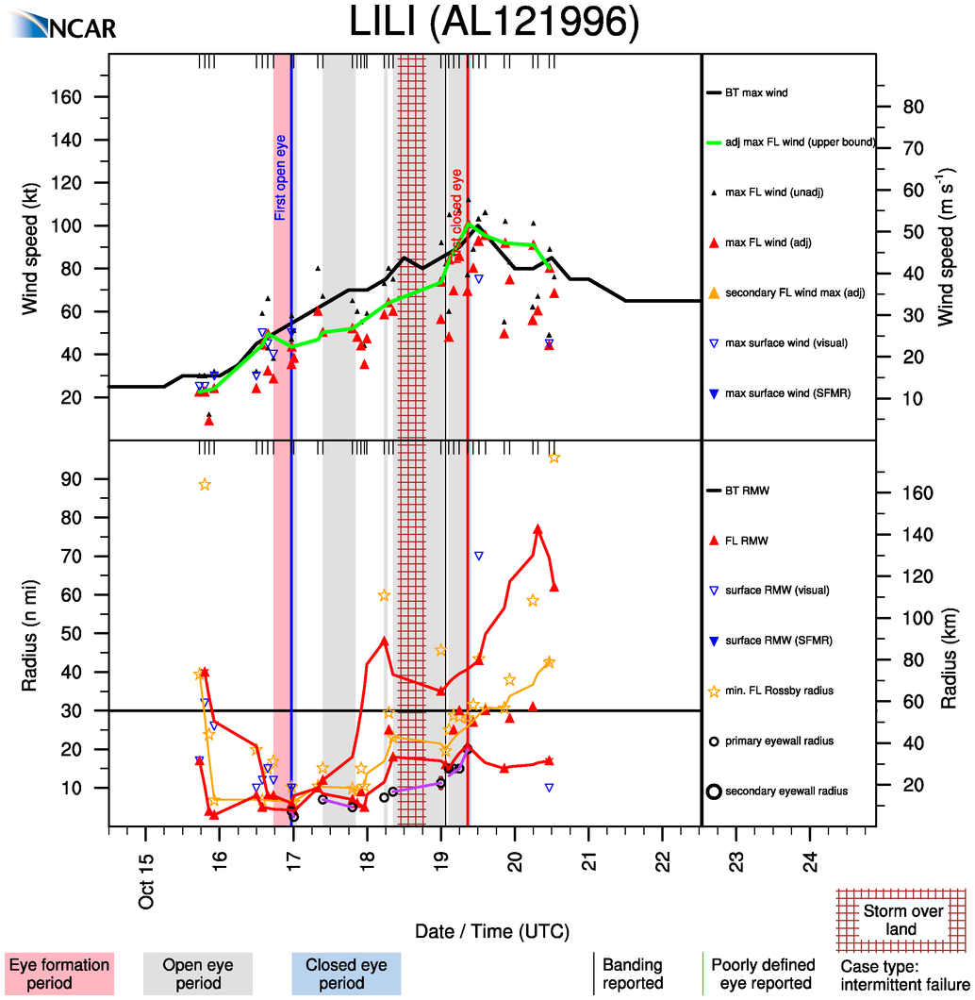 NCAR
LILI (AL121996)
Wind speed (kt)
160
140
120
100
80
60
40
20
First open eye
closed eye
BT max wind
adj max FL wind (upper bound)
max FL wind (unadj)
max FL wind (adj)
secondary FL wind max (adj)
max surface wind (visual)
max surface wind (SFMR)
80
70
60
50
40
30
20
10
Wind speed (m s-1)
Radius (n mi)
90
80
70
60
50
40
30
20
10
BT RMW
FL RMW
surface RMW (visual)
surface RMW (SFMR)
min. FL Rossby radius
primary eyewall radius
secondary eyewall radius
160
140
120
100
80
60
40
20
Radius (km)
Oct 15
16
17
18
19
20
21
22
23
24
Date / Time (UTC)
Storm over
land
Eye formation
period
Open eye
period
Closed eye
period
Banding
reported
Poorly defined
eye reported
Case type:
intermittent failure